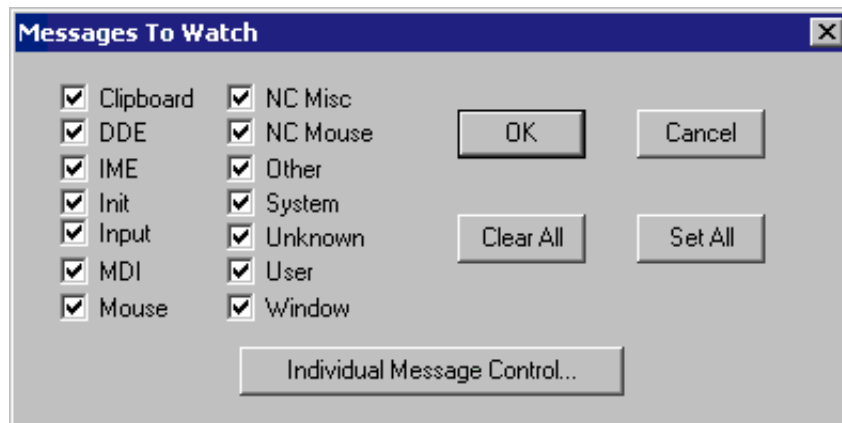 Messages To Watch
Clipboard
DDE
IME
Init
Input
MDI
Mouse
NC Misc
NC Mouse
Other
System
Unknown
User
Window
OK
Cancel
Clear All
Set All
Individual Message Control...